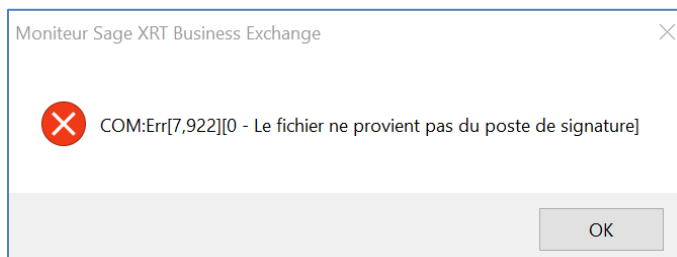 Moniteur Sage XRT Business Exchange
COM:Err[7,922][0 - Le fichier ne provient pas du poste de signature]
OK